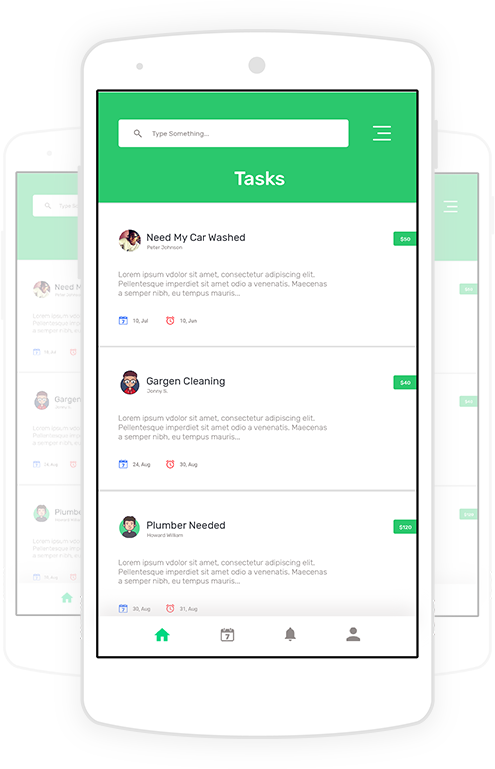 Type Something...
Tasks
Need My Car Washed
Peter Johnson
$50
Lorem ipsum vdolor sit amet, consectetur adipiscing elit.
Pellentesque imperdiet sit amet odio a venenatis. Maecenas
a semper nibh, eu tempus mauris...
7 10, Jul 10, Jun
Gargen Cleaning
Jonny S.
$40
Lorem ipsum vdolor sit amet, consectetur adipiscing elit.
Pellentesque imperdiet sit amet odio a venenatis. Maecenas
a semper nibh, eu tempus mauris...
7 24, Aug 30, Aug
Plumber Needed
Howard William
$120
Lorem ipsum vdolor sit amet, consectetur adipiscing elit.
Pellentesque imperdiet sit amet odio a venenatis. Maecenas
a semper nibh, eu tempus mauris...
7 30, Aug 31, Aug
7